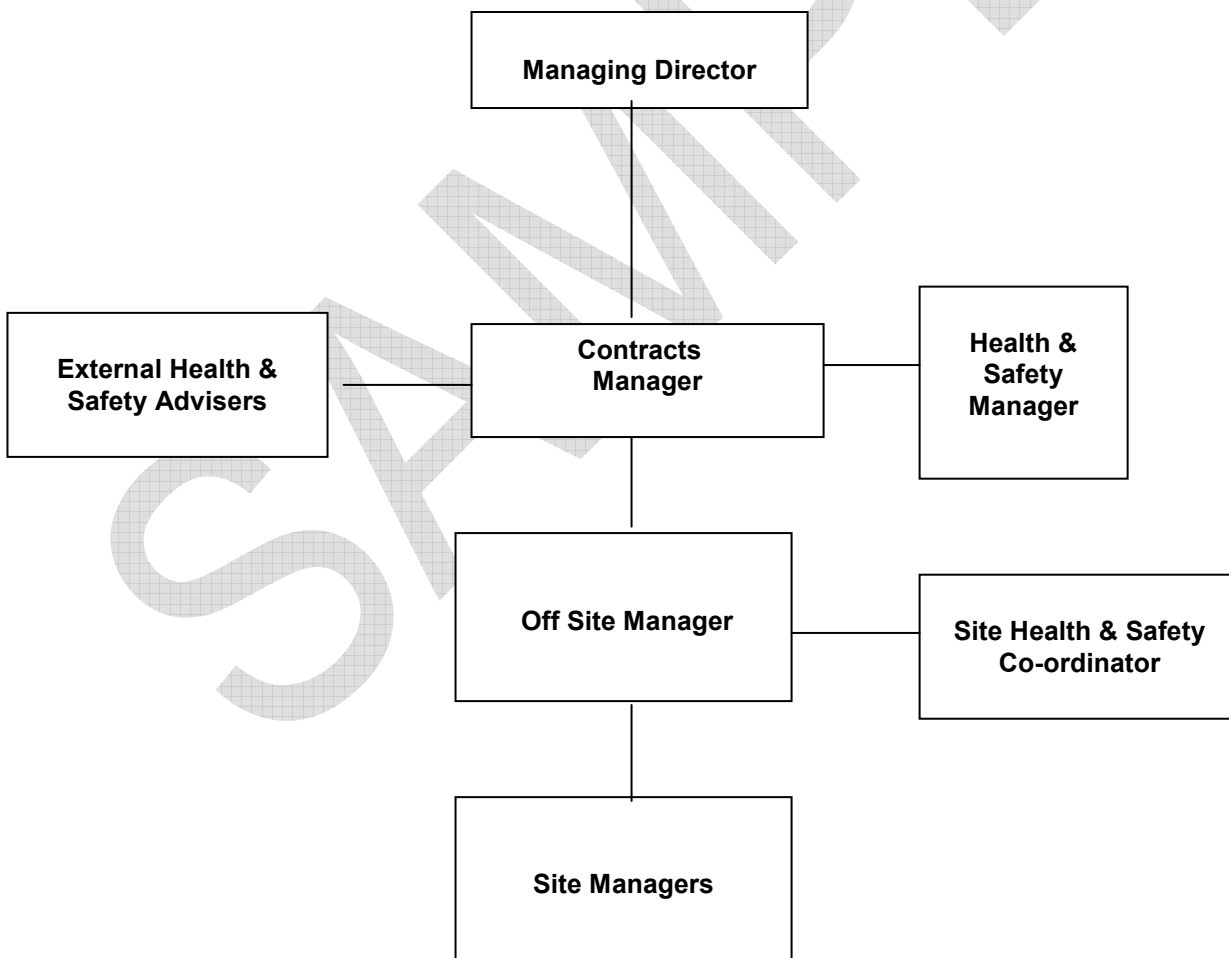 Managing Director
External Health &
Safety Advisers
Contracts
Manager
Health &
Safety
Manager
Off Site Manager
Site Health & Safety
Co-ordinator
Site Managers